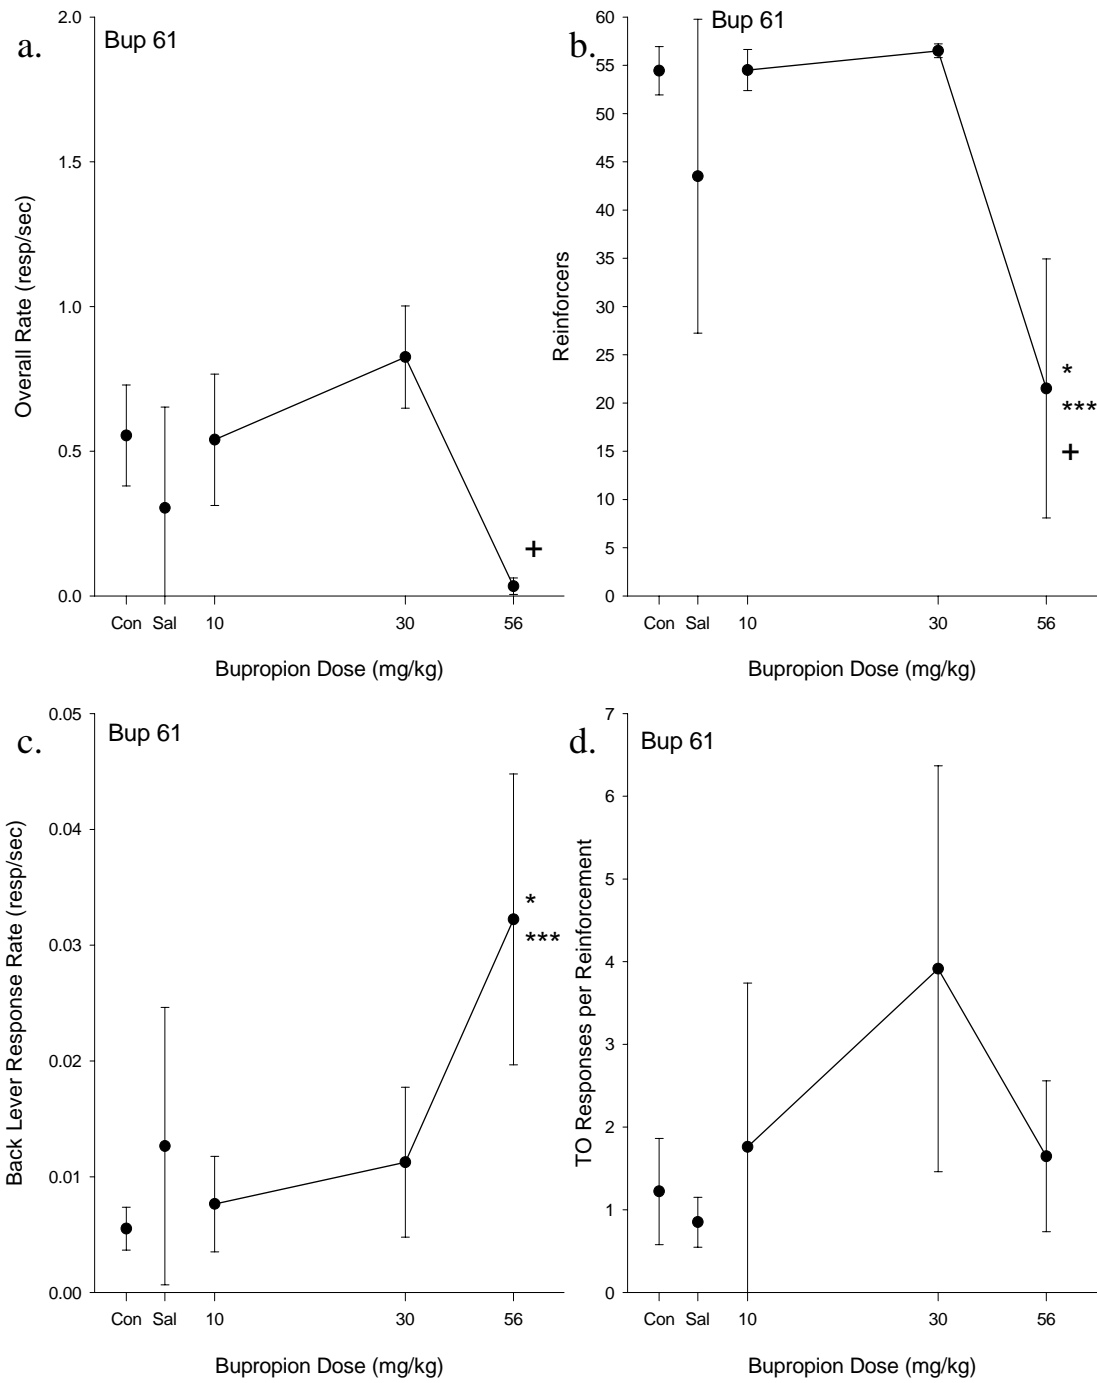 a.
Bup 61
2.0
1.5
1.0
0.5
0.0
Overall Rate (resp/sec)
+
Con Sal 10 30 56
Bupropion Dose (mg/kg)
b.
Bup 61
60
55
50
45
40
35
30
25
20
15
10
5
0
Reinforcers
*
***
+
Con Sal 10 30 56
Bupropion Dose (mg/kg)
c.
Bup 61
0.05
0.04
0.03
0.02
0.01
0.00
Back Lever Response Rate (resp/sec)
*
***
Con Sal 10 30 56
Bupropion Dose (mg/kg)
d.
Bup 61
7
6
5
4
3
2
1
0
TO Responses per Reinforcement
Con Sal 10 30 56
Bupropion Dose (mg/kg)